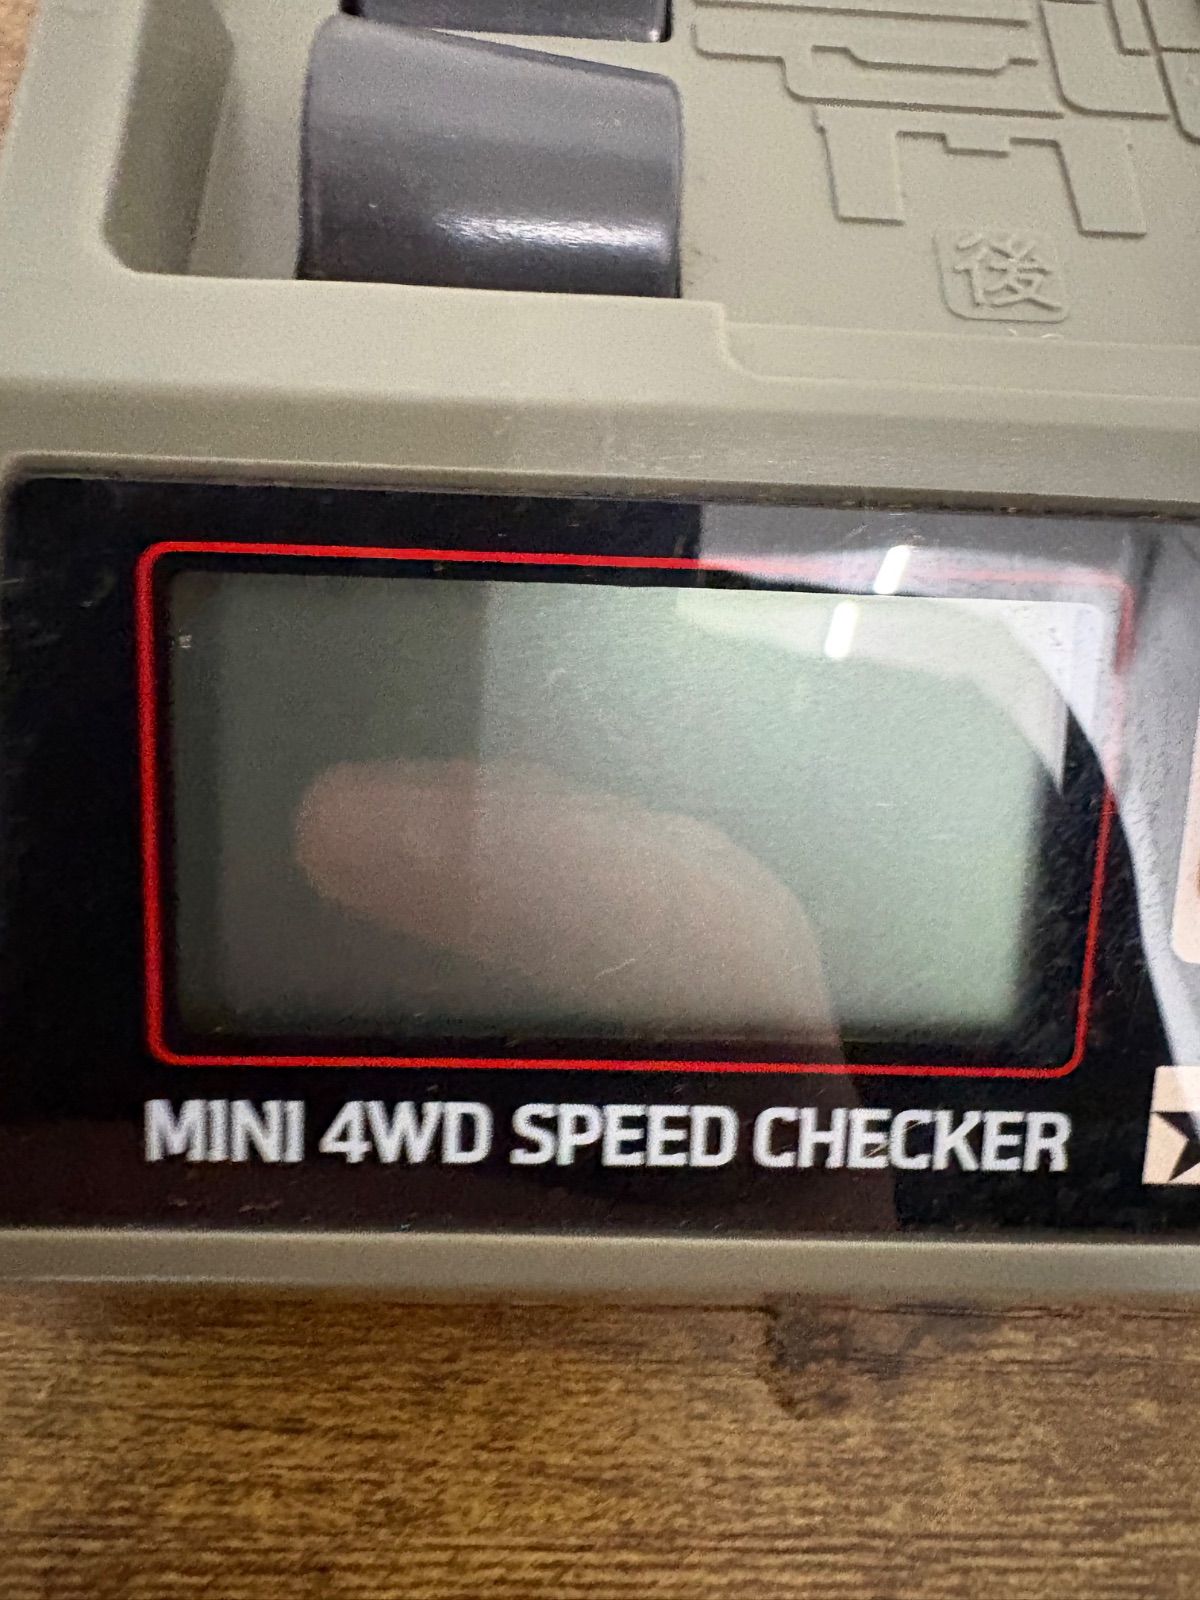 後
MINI 4WD SPEED CHECKER